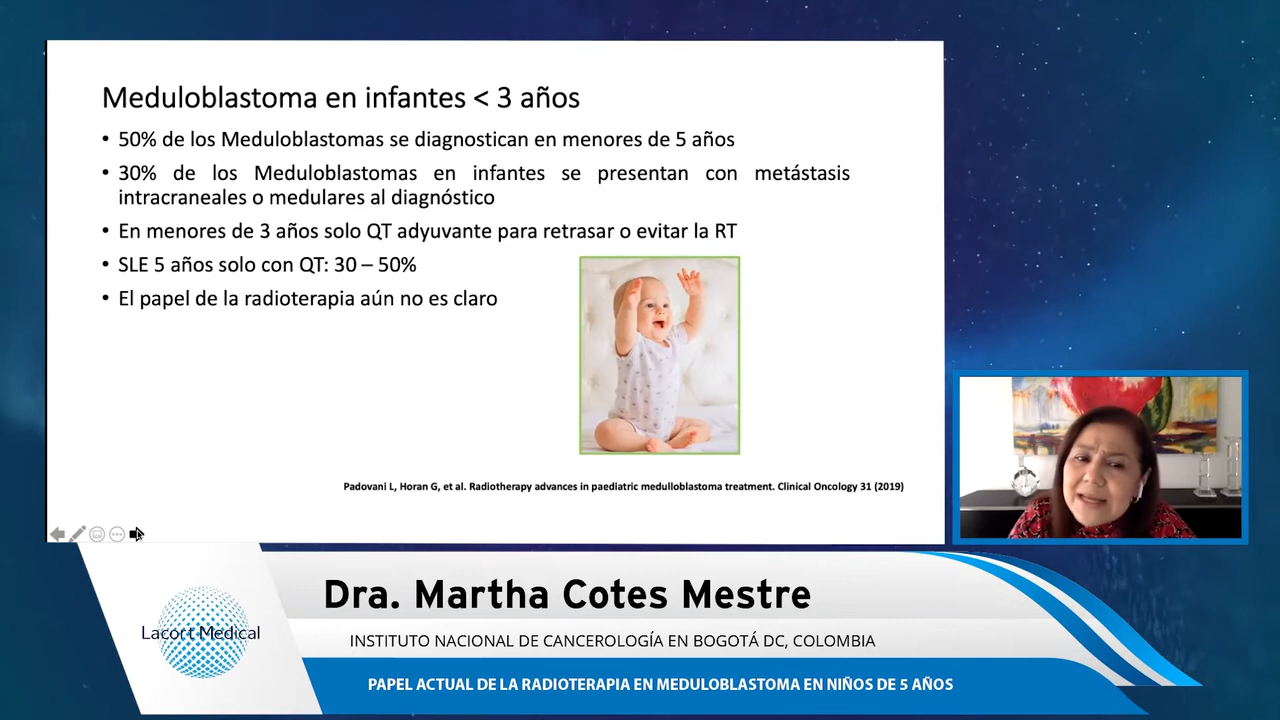 Meduloblastoma en infantes < 3 años
• 50% de los Meduloblastomas se diagnostican en menores de 5 años
• 30% de los Meduloblastomas en infantes se presentan con metástasis
intracraneales o medulares al diagnóstico
• En menores de 3 años solo QT adyuvante para retrasar o evitar la RT
• SLE 5 años solo con QT: 30 – 50%
• El papel de la radioterapia aún no es claro
Padovani L, Horan G, et al. Radiotherapy advances in paediatric medulloblastoma treatment. Clinical Oncology 31 (2019)
Dra. Martha Cotes Mestre
Lacort Medical
INSTITUTO NACIONAL DE CANCEROLOGÍA EN BOGOTÁ DC, COLOMBIA
PAPEL ACTUAL DE LA RADIOTERAPIA EN MEDULOBLASTOMA EN NIÑOS DE 5 AÑOS